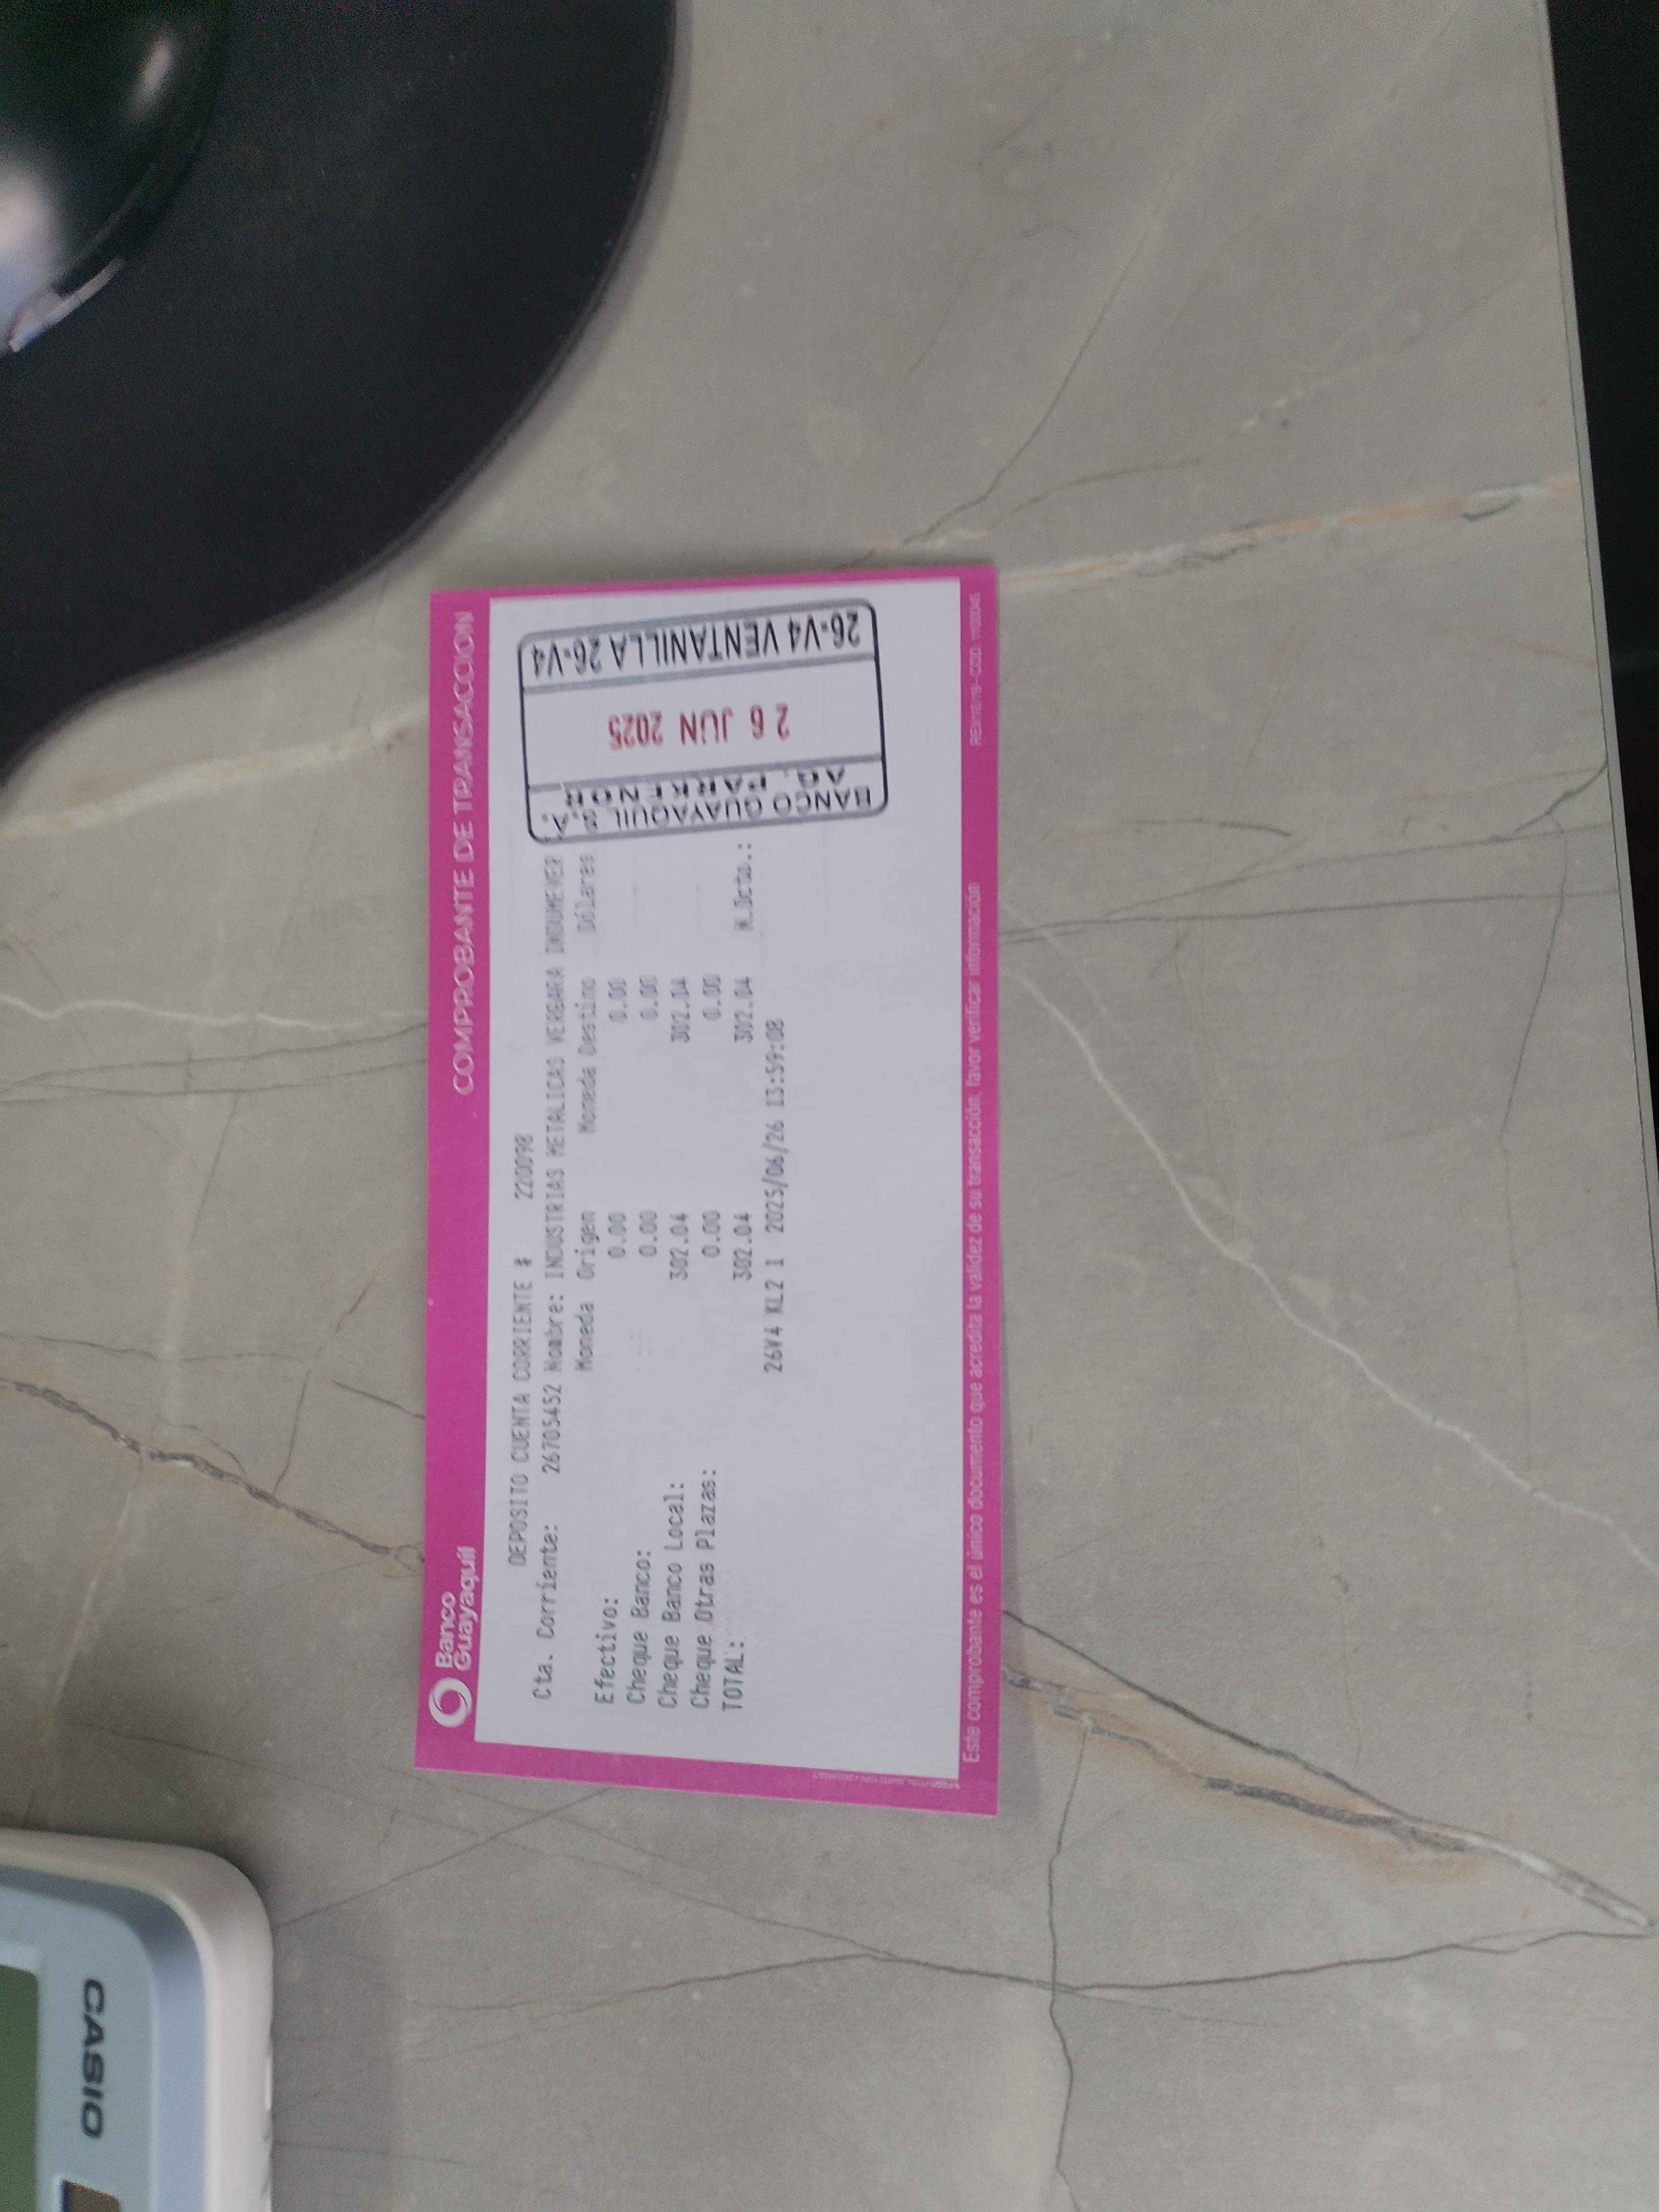 Banco
Guayaquil
COMPROBANTE DE TRANSACCION
DEPOSITO CUENTA CORRIENTE # 220098
Cta. Corriente: 26705452 Nombre: INDUSTRIAS METALICAS VERGARA INDUMEVER
Moneda Origen Moneda Destino Dólares
Efectivo: 0.00 0.00
Cheque Banco: 0.00 0.00
Cheque Banco Local: 302.04 302.04
Cheque Otras Plazas: 0.00 0.00
TOTAL: 302.04 302.04 N.Dcto.:
26V4 KL2 1 2025/06/26 13:59:08
BANCO GUAYAQUIL S.A.
AG. PARKENOR
26 JUN 2025
26-V4 VENTANILLA 26-V4
Este comprobante es el único documento que acredita la validez de su transacción, favor verificar información
CASIO